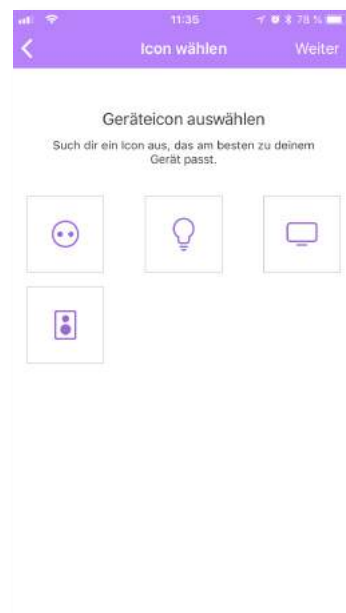 11:35
78 %
Icon wählen
Weiter
Geräteicon auswählen
Such dir ein Icon aus, das am besten zu deinem
Gerät passt.